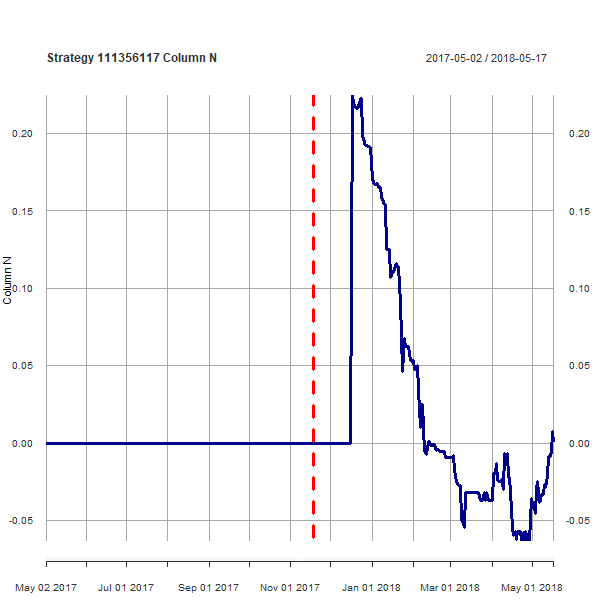 Strategy 111356117 Column N
2017-05-02 / 2018-05-17
0.20
0.20
0.15
0.15
0.10
0.10
Column N
0.05
0.05
0.00
0.00
-0.05
-0.05
May 02 2017
Jul 01 2017
Sep 01 2017
Nov 01 2017
Jan 01 2018
Mar 01 2018
May 01 2018